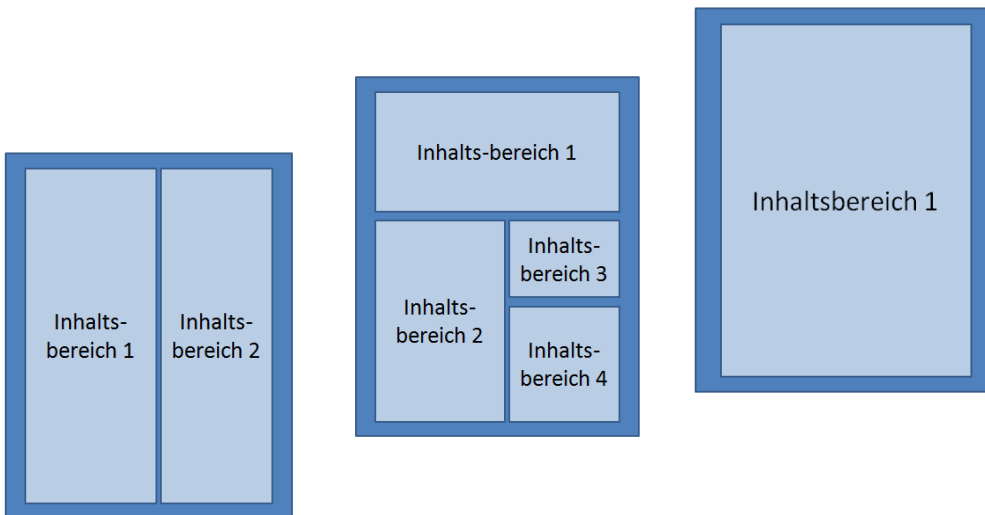 Inhalts-
bereich 1
Inhalts-
bereich 2
Inhalts-bereich 1
Inhalts-
bereich 2
Inhalts-
bereich 3
Inhalts-
bereich 4
Inhaltsbereich 1